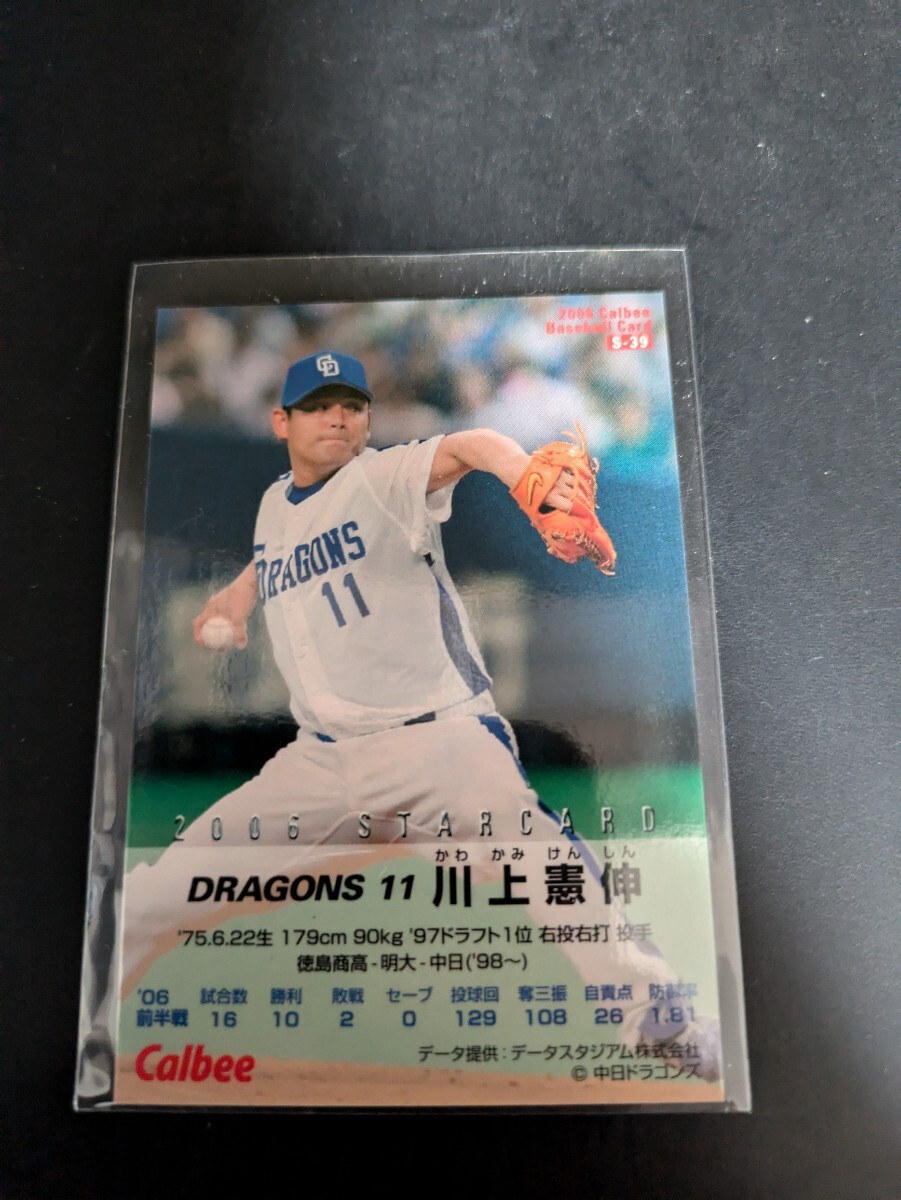 2006 Calbee
Baseball Card
S-39
CD
DRAGONS
11
2006 STARCARD
かわ かみ けん しん
DRAGONS 11 川上憲伸
'75.6.22生 179cm 90kg '97ドラフト1位 右投右打 投手
徳島商高-明大-中日('98～)
'06 試合数 勝利 敗戦 セーブ 投球回 奪三振 自責点 防御率
前半戦 16 10 2 0 129 108 26 1.81
Calbee
データ提供:データスタジアム株式会社
© 中日ドラゴンズ